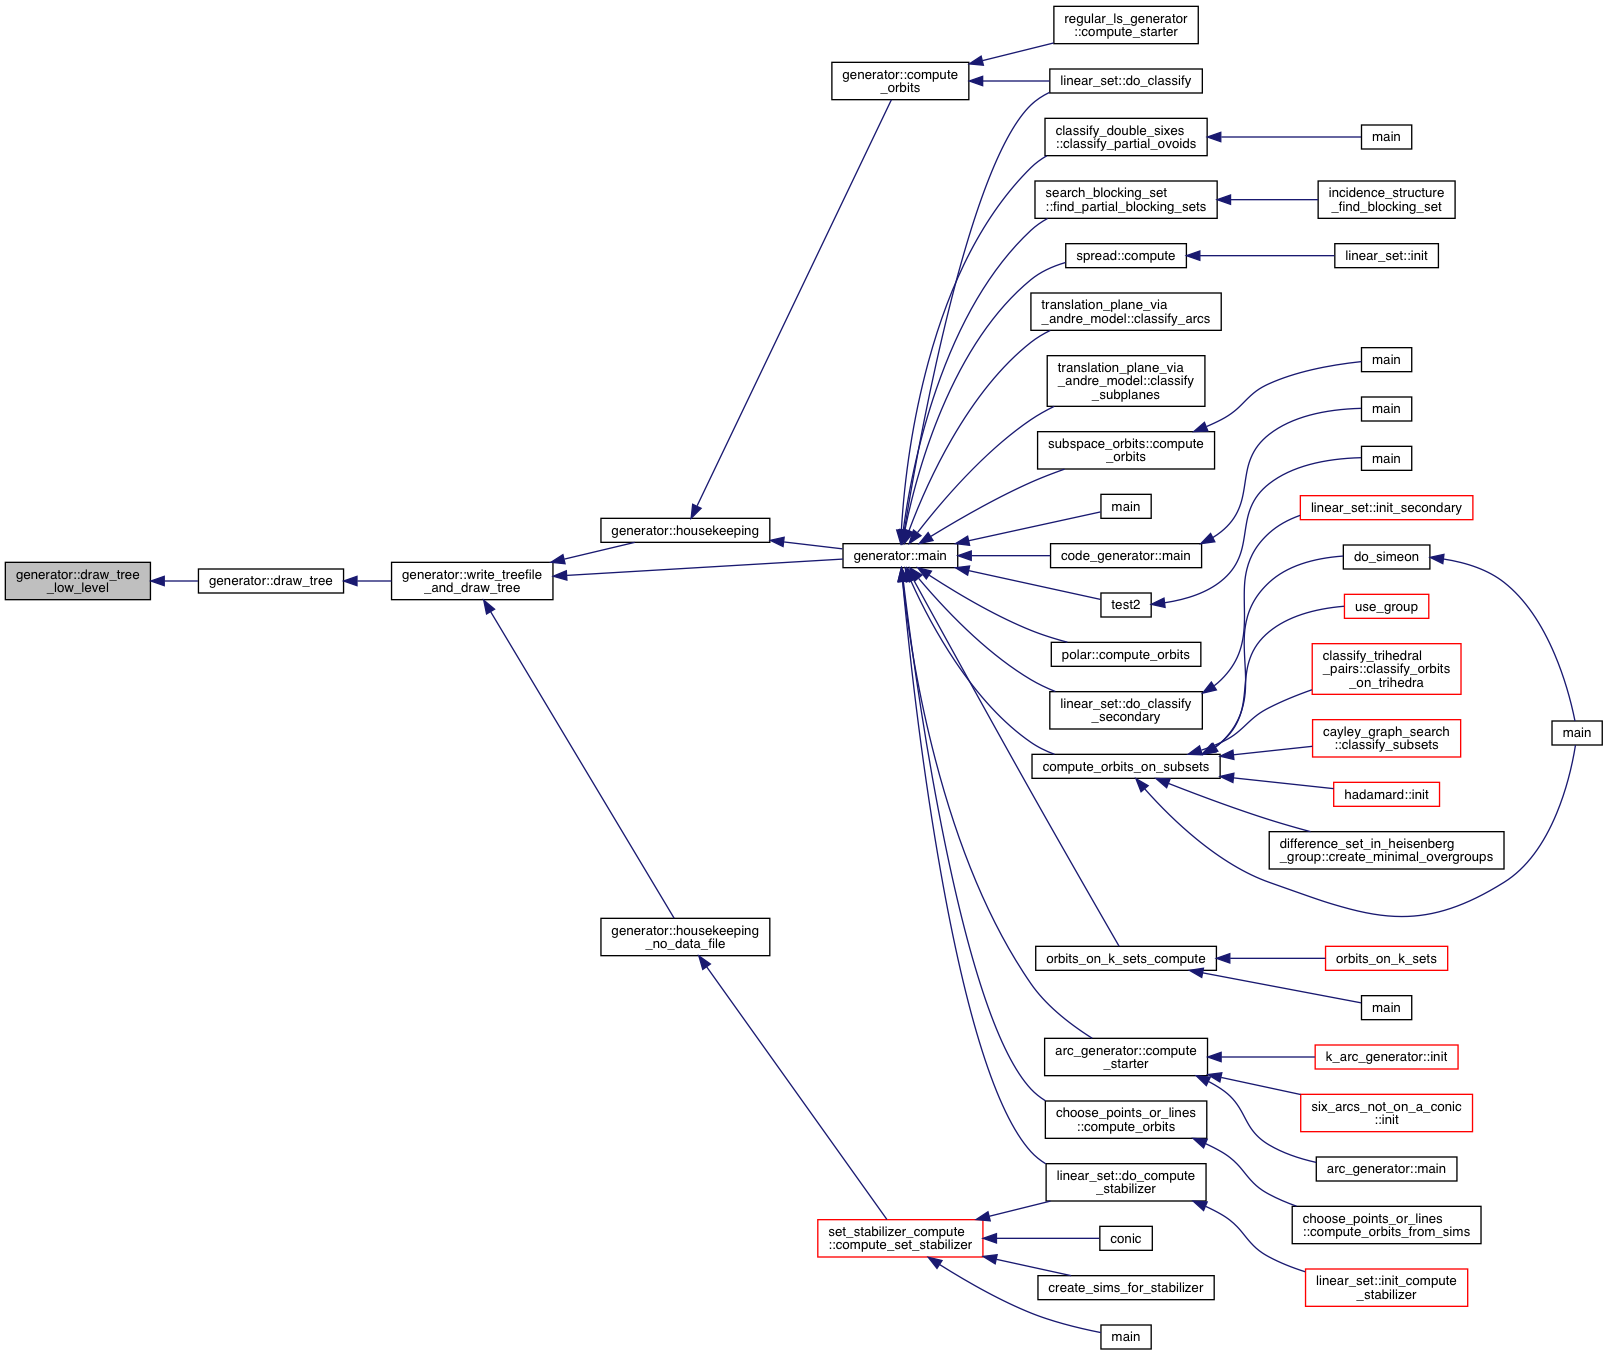 generator::draw_tree
_low_level
generator::draw_tree
generator::write_treefile
_and_draw_tree
generator::housekeeping
generator::compute
_orbits
regular_ls_generator
::compute_starter
linear_set::do_classify
generator::main
classify_double_sixes
::classify_partial_ovoids
main
search_blocking_set
::find_partial_blocking_sets
incidence_structure
_find_blocking_set
spread::compute
linear_set::init
translation_plane_via
_andre_model::classify_arcs
translation_plane_via
_andre_model::classify
_subplanes
subspace_orbits::compute
_orbits
main
main
code_generator::main
main
test2
main
polar::compute_orbits
linear_set::do_classify
_secondary
linear_set::init_secondary
compute_orbits_on_subsets
do_simeon
main
use_group
classify_trihedral
_pairs::classify_orbits
_on_trihedra
cayley_graph_search
::classify_subsets
hadamard::init
difference_set_in_heisenberg
_group::create_minimal_overgroups
orbits_on_k_sets_compute
orbits_on_k_sets
main
arc_generator::compute
_starter
k_arc_generator::init
six_arcs_not_on_a_conic
::init
arc_generator::main
choose_points_or_lines
::compute_orbits
choose_points_or_lines
::compute_orbits_from_sims
linear_set::do_compute
_stabilizer
linear_set::init_compute
_stabilizer
generator::housekeeping
_no_data_file
set_stabilizer_compute
::compute_set_stabilizer
conic
create_sims_for_stabilizer
main